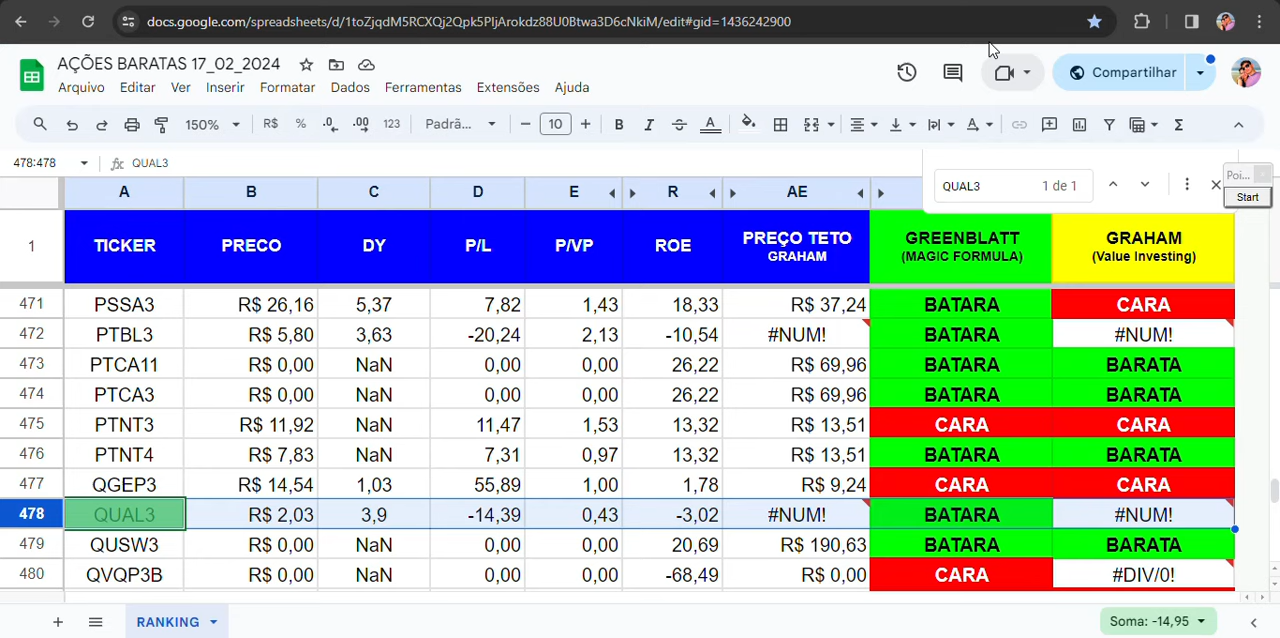 docs.google.com/spreadsheets/d/1toZjqdM5RCXQj2Qpk5PljArokdz88U0Btwa3D6cNkiM/edit#gid=1436242900
AÇÕES BARATAS 17_02_2024
Arquivo Editar Ver Inserir Formatar Dados Ferramentas Extensões Ajuda
Compartilhar
150% R$ % .0 .00 123 Padrã... 10 B I A Σ
478:478 fx QUAL3
QUAL3 1 de 1
Poi...
Start
A B C D E R AE
1 TICKER PRECO DY P/L P/VP ROE PREÇO TETO GRAHAM GREENBLATT (MAGIC FORMULA) GRAHAM (Value Investing)
471 PSSA3 R$ 26,16 5,37 7,82 1,43 18,33 R$ 37,24 BATARA CARA
472 PTBL3 R$ 5,80 3,63 -20,24 2,13 -10,54 #NUM! BATARA #NUM!
473 PTCA11 R$ 0,00 NaN 0,00 0,00 26,22 R$ 69,96 BATARA BARATA
474 PTCA3 R$ 0,00 NaN 0,00 0,00 26,22 R$ 69,96 BATARA BARATA
475 PTNT3 R$ 11,92 NaN 11,47 1,53 13,32 R$ 13,51 CARA CARA
476 PTNT4 R$ 7,83 NaN 7,31 0,97 13,32 R$ 13,51 BATARA BARATA
477 QGEP3 R$ 14,54 1,03 55,89 1,00 1,78 R$ 9,24 CARA CARA
478 QUAL3 R$ 2,03 3,9 -14,39 0,43 -3,02 #NUM! BATARA #NUM!
479 QUSW3 R$ 0,00 NaN 0,00 0,00 20,69 R$ 190,63 BATARA BARATA
480 QVQP3B R$ 0,00 NaN 0,00 0,00 -68,49 R$ 0,00 CARA #DIV/0!
RANKING
Soma: -14,95